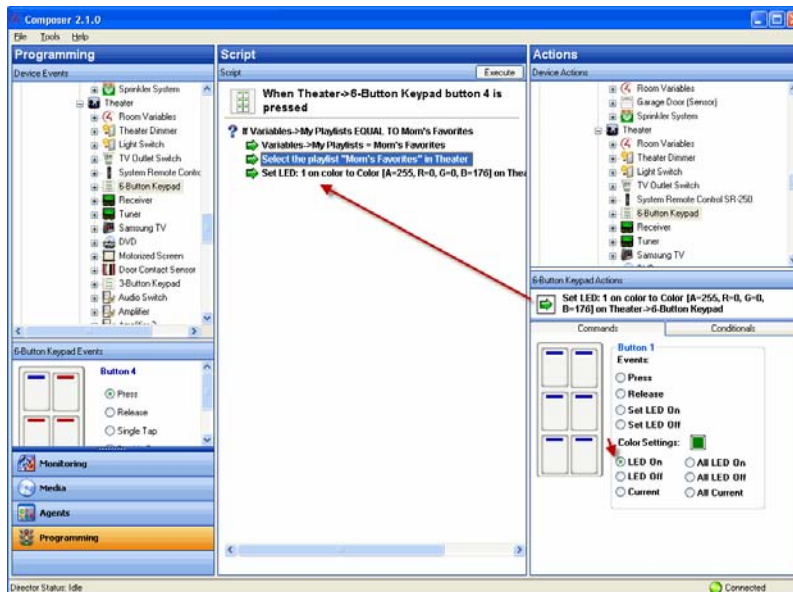 Composer 2.1.0
File Tools Help
Programming
Device Events
Sprinkler System
Theater
Room Variables
Theater Dimmer
Light Switch
TV Outlet Switch
System Remote Contro
6-Button Keypad
Receiver
Tuner
Samsung TV
DVD
Motorized Screen
Door Contact Sensor
3-Button Keypad
Audio Switch
Amplifier
6-Button Keypad Events
Button 4
Press
Release
Single Tap
Monitoring
Media
Agents
Programming
Director Status: Idle
Script
Script Execute
When Theater->6-Button Keypad button 4 is
pressed
If Variables->My Playlists EQUAL TO Mom's Favorites
Variables->My Playlists = Mom's Favorites
Select the playlist "Mom's Favorites" in Theater
Set LED: 1 on color to Color [A=255, R=0, G=0, B=176] on Thea
Actions
Device Actions
Room Variables
Garage Door (Sensor)
Sprinkler System
Theater
Room Variables
Theater Dimmer
Light Switch
TV Outlet Switch
System Remote Control SR-250
6-Button Keypad
Receiver
Tuner
Samsung TV
6-Button Keypad Actions
Set LED: 1 on color to Color [A=255, R=0, G=0,
B=176] on Theater->6-Button Keypad
Commands Conditionals
Button 1
Events:
Press
Release
Set LED On
Set LED Off
Color Settings:
LED On All LED On
LED Off All LED Off
Current All Current
Connected